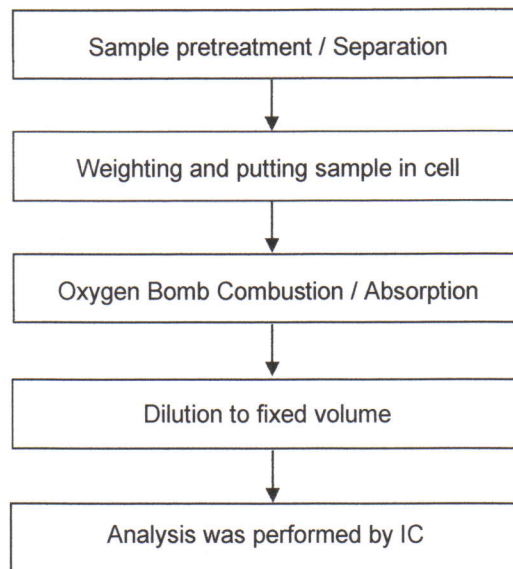 Sample pretreatment / Separation
Weighting and putting sample in cell
Oxygen Bomb Combustion / Absorption
Dilution to fixed volume
Analysis was performed by IC